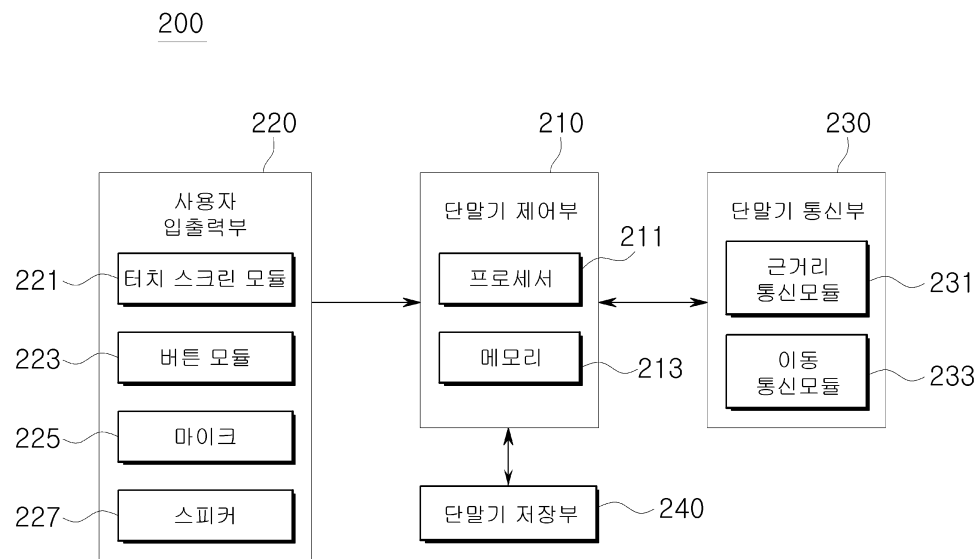 200
220
210
230
사용자
입출력부
221
터치 스크린 모듈
223
버튼 모듈
225
마이크
227
스피커
단말기 제어부
211
프로세서
메모리
213
단말기 통신부
근거리
통신모듈
231
이동
통신모듈
233
단말기 저장부
240